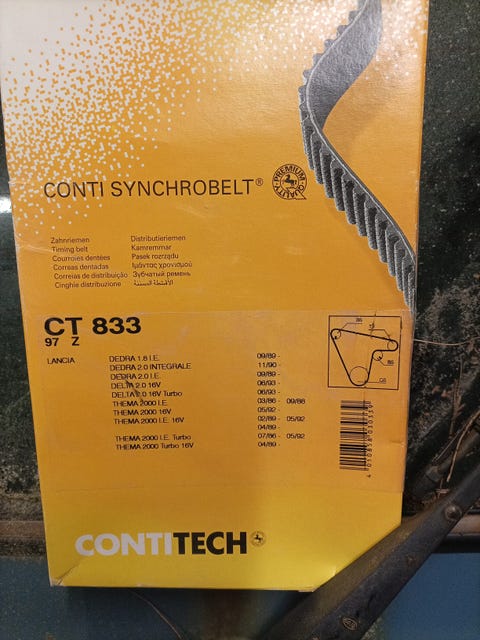 CONTI SYNCHROBELT®
PREMIUM QUALITY
Zahnriemen
Timing belt
Courroies dentées
Correas dentadas
Correias de distribuição
Cinghie distribuzione
Distributieriemen
Kamremmar
Pasek rozrządu
Ιμάντας χρονισμού
Зубчатый ремень
الأقشطة المسننة
CT 833
97 Z
LANCIA
DEDRA 1.8 I.E. 09/89 -
DEDRA 2.0 INTEGRALE 11/90 -
DEDRA 2.0 I.E. 09/89 -
DELTA 2.0 16V 06/93 -
DELTA 2.0 16V Turbo 06/93 -
THEMA 2000 I.E. 03/86 - 09/88
THEMA 2000 16V 05/92 -
THEMA 2000 I.E. 16V 02/89 - 05/92
04/89 -
THEMA 2000 I.E. Turbo 07/86 - 05/92
THEMA 2000 Turbo 16V 04/89 -
CONTITECH